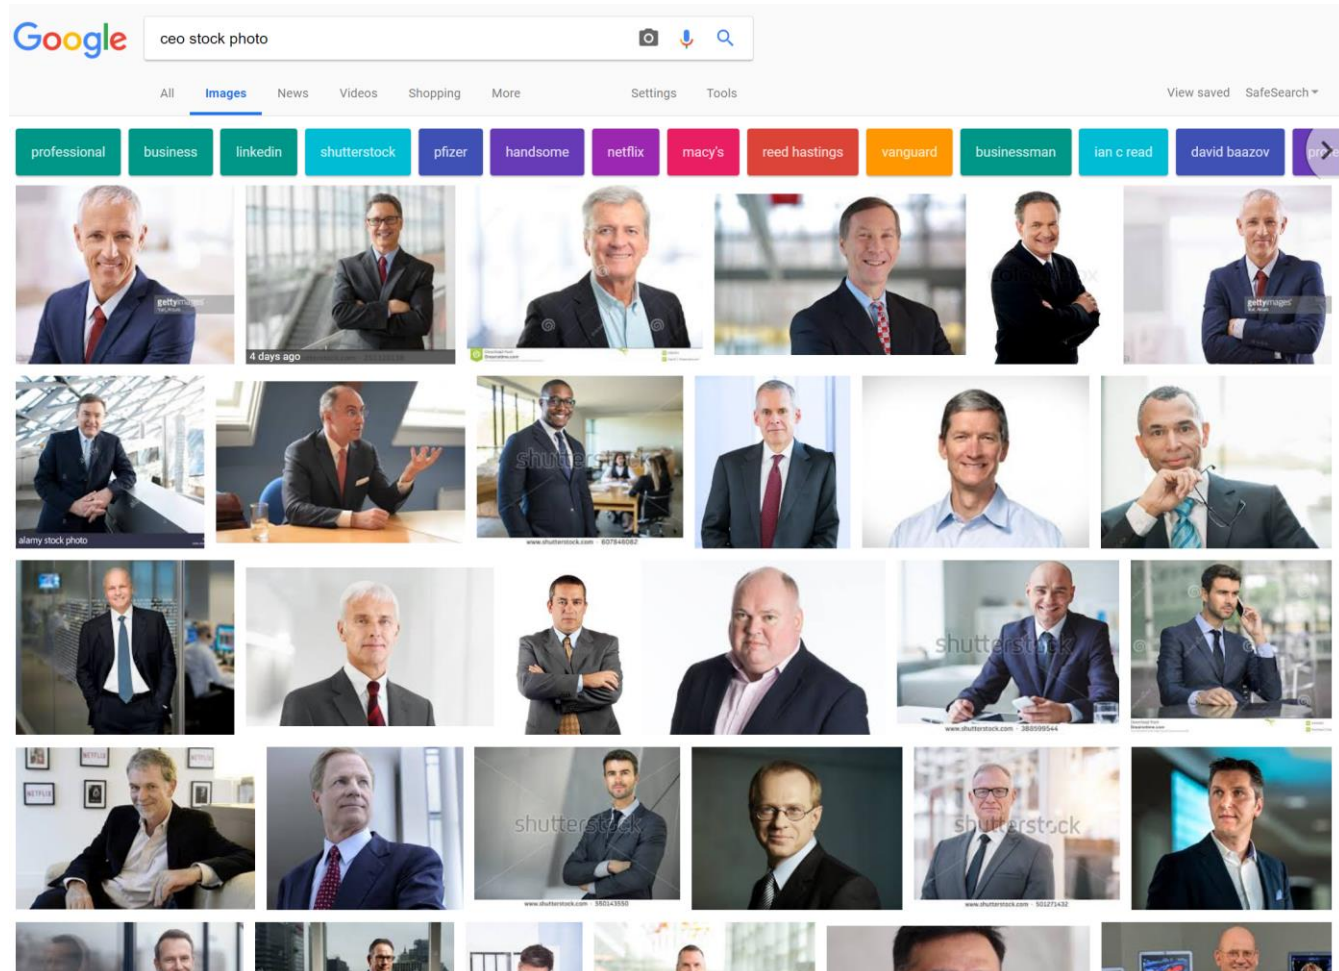 Google
ceo stock photo
All Images News Videos Shopping More Settings Tools View saved SafeSearch
professional business linkedin shutterstock pfizer handsome netflix macy's reed hastings vanguard businessman ian c read david baazov
gettyimages
gettyimages
4 days ago
alamy stock photo
shutterstock
www.shutterstock.com · 607848062
shutterstock
www.shutterstock.com · 388599544
NETFLIX
NETFLIX
NETFLIX
shutterstock
www.shutterstock.com · 380143550
shutterstock
www.shutterstock.com · 501271432